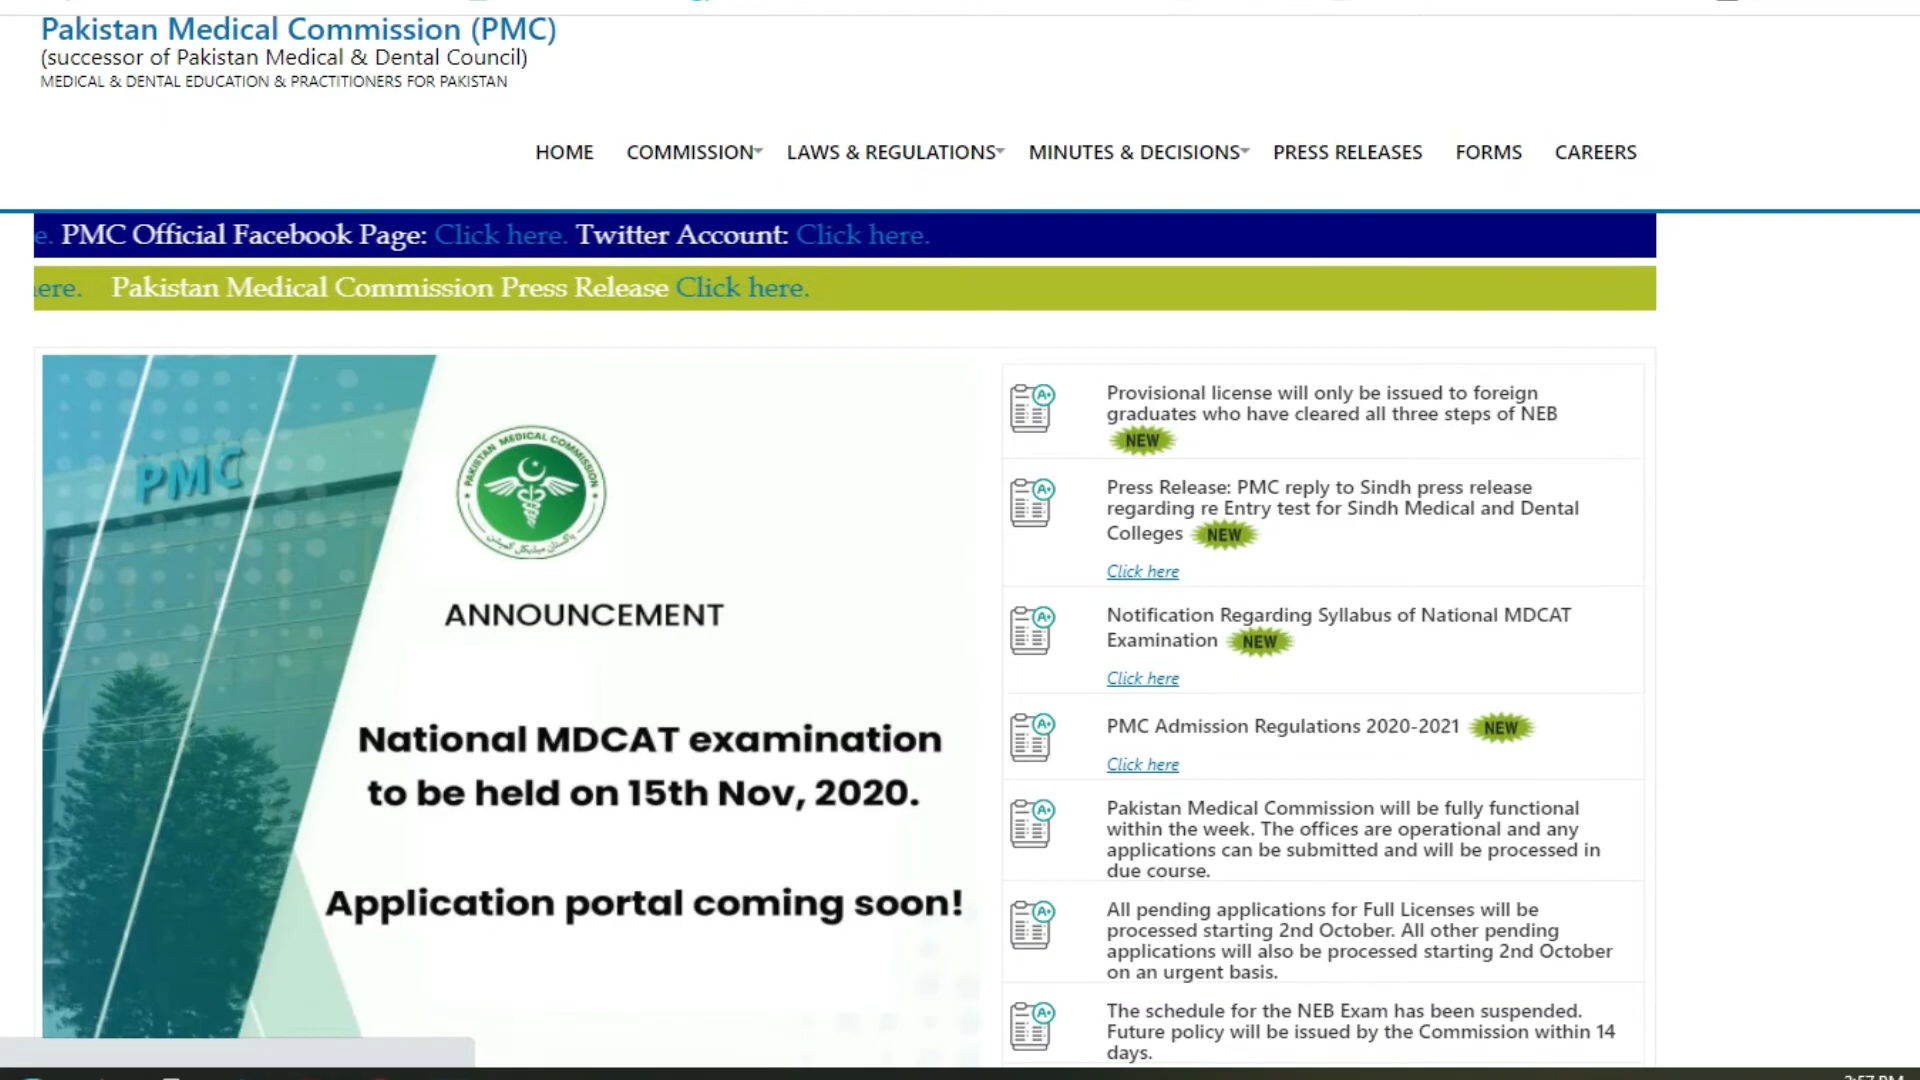 Pakistan Medical Commission (PMC)
(successor of Pakistan Medical & Dental Council)
MEDICAL & DENTAL EDUCATION & PRACTITIONERS FOR PAKISTAN
HOME COMMISSION LAWS & REGULATIONS MINUTES & DECISIONS PRESS RELEASES FORMS CAREERS
e. PMC Official Facebook Page: Click here. Twitter Account: Click here.
ere. Pakistan Medical Commission Press Release Click here.
PMC
PAKISTAN MEDICAL COMMISSION
پاکستان میڈیکل کمیشن
ANNOUNCEMENT
National MDCAT examination
to be held on 15th Nov, 2020.
Application portal coming soon!
Provisional license will only be issued to foreign
graduates who have cleared all three steps of NEB
NEW
Press Release: PMC reply to Sindh press release
regarding re Entry test for Sindh Medical and Dental
Colleges NEW
Click here
Notification Regarding Syllabus of National MDCAT
Examination NEW
Click here
PMC Admission Regulations 2020-2021 NEW
Click here
Pakistan Medical Commission will be fully functional
within the week. The offices are operational and any
applications can be submitted and will be processed in
due course.
All pending applications for Full Licenses will be
processed starting 2nd October. All other pending
applications will also be processed starting 2nd October
on an urgent basis.
The schedule for the NEB Exam has been suspended.
Future policy will be issued by the Commission within 14
days.